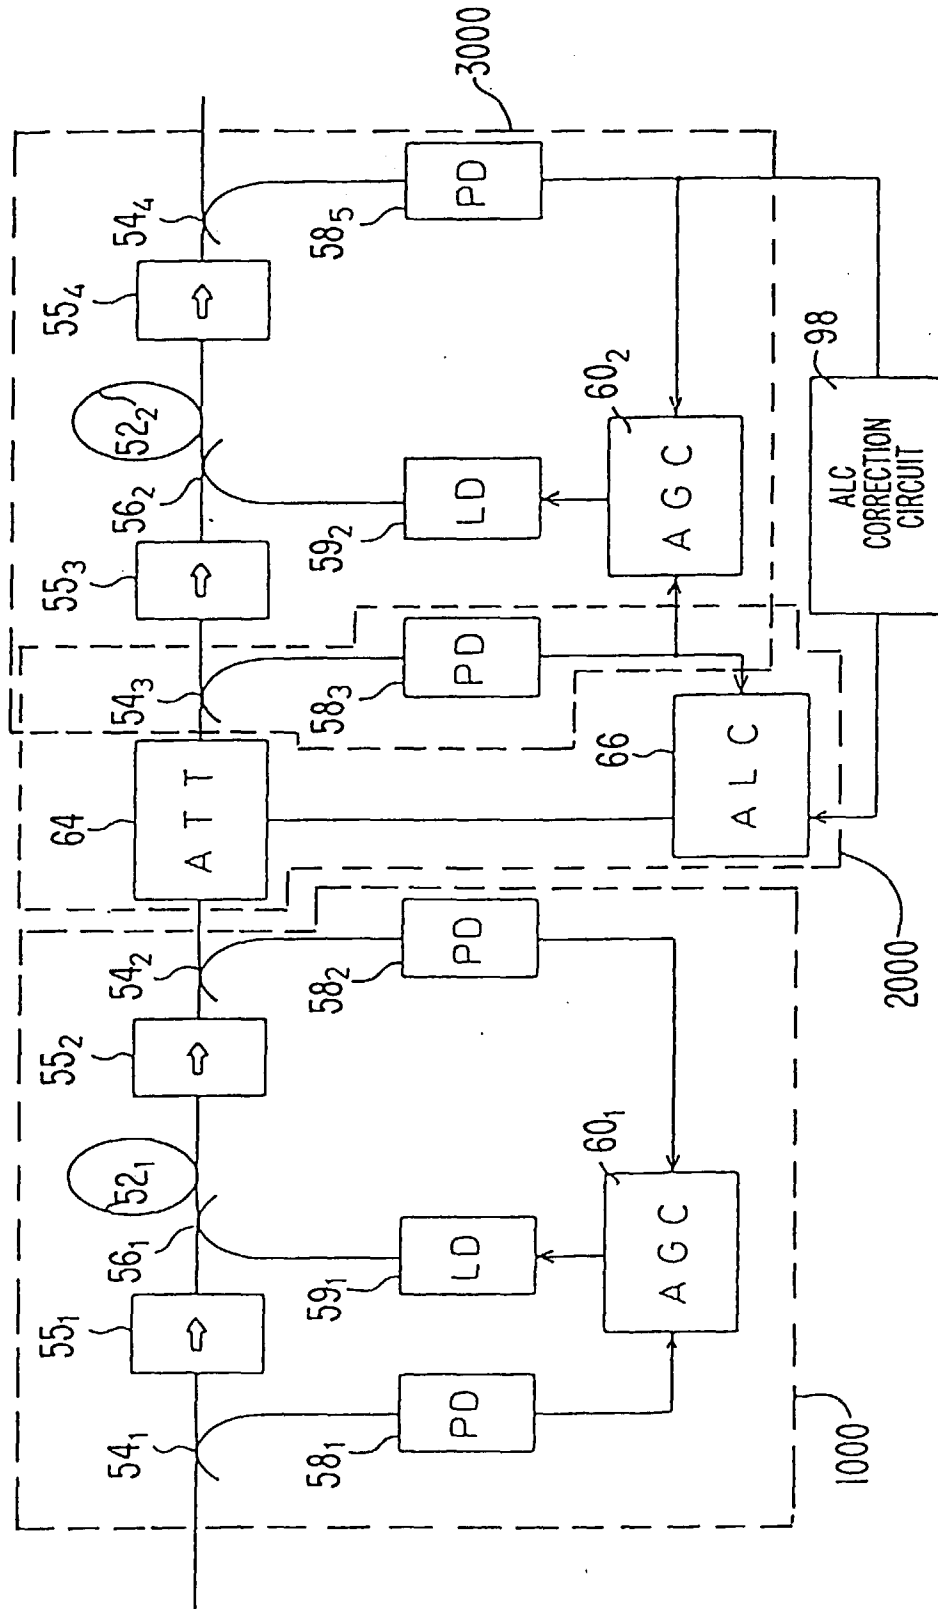 54₁
55₁
56₁
52₁
55₂
54₂
64
A T T
54₃
55₃
56₂
52₂
55₄
54₄
58₁
PD
59₁
LD
58₂
PD
58₃
PD
59₂
LD
58₅
PD
3000
A G C
60₁
66
A L C
A G C
60₂
1000
2000
98
ALC
CORRECTION
CIRCUIT